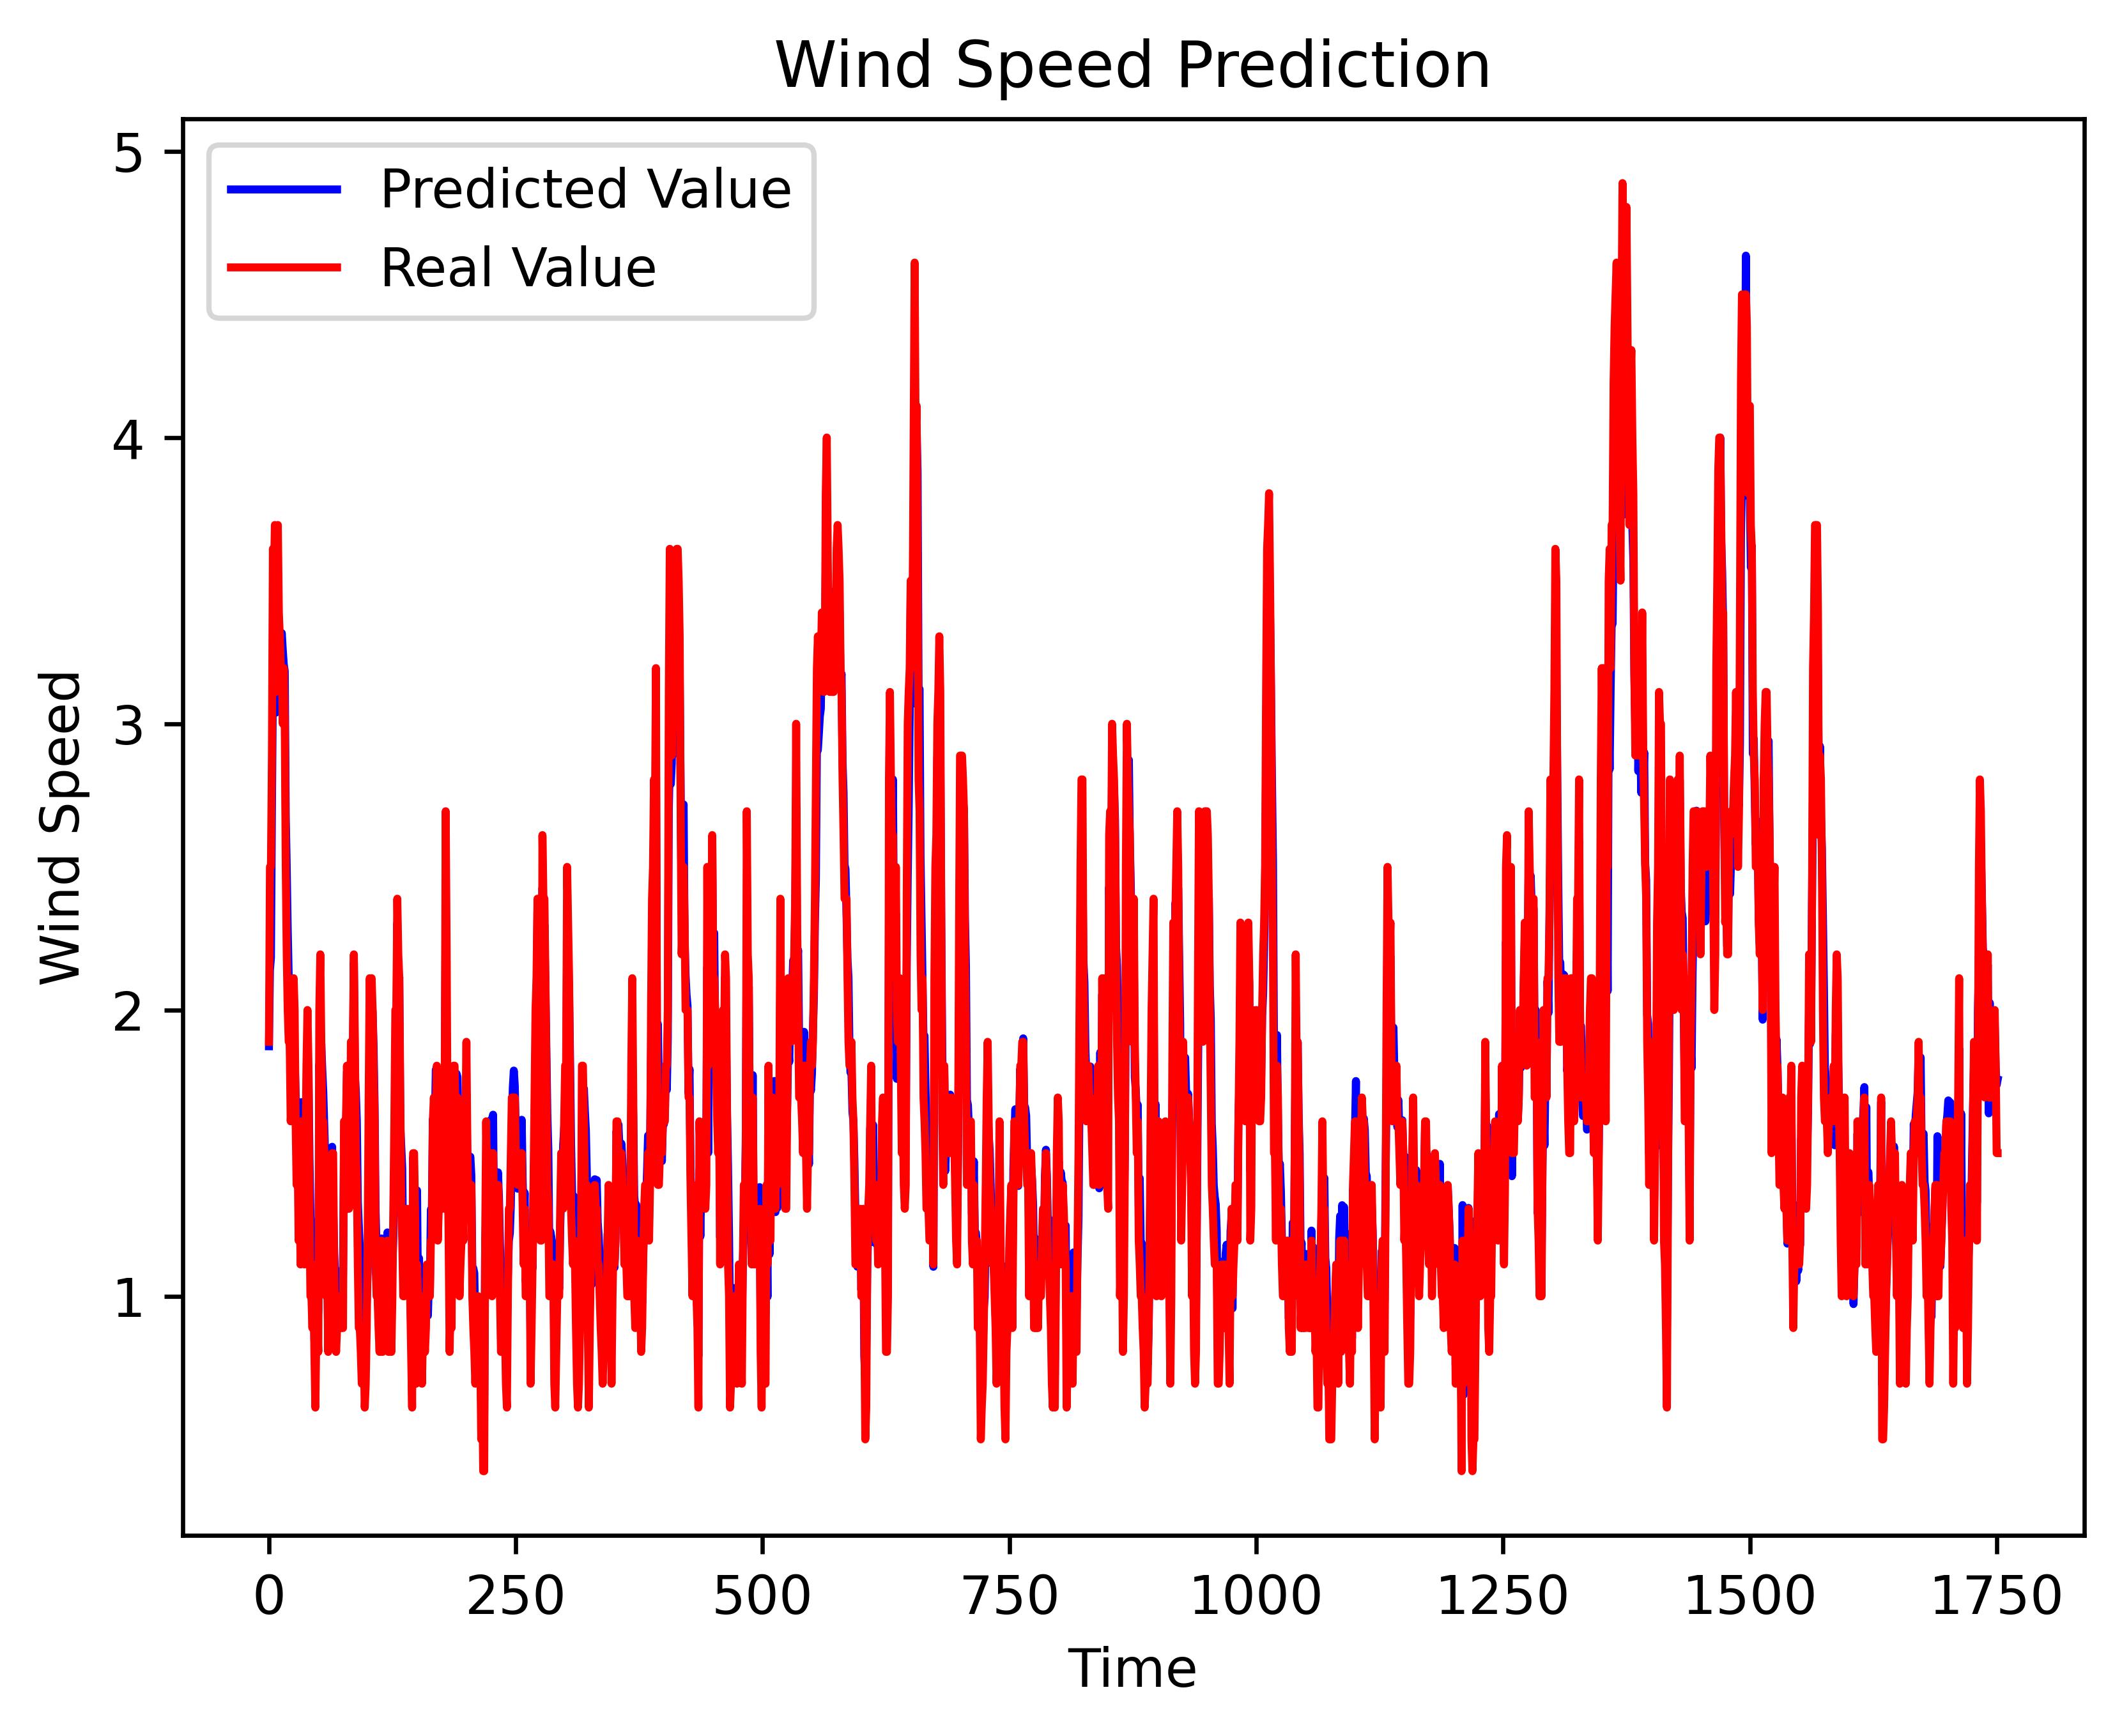 Wind Speed Prediction
Predicted Value
Real Value
Wind Speed
5
4
3
2
1
0 250 500 750 1000 1250 1500 1750
Time